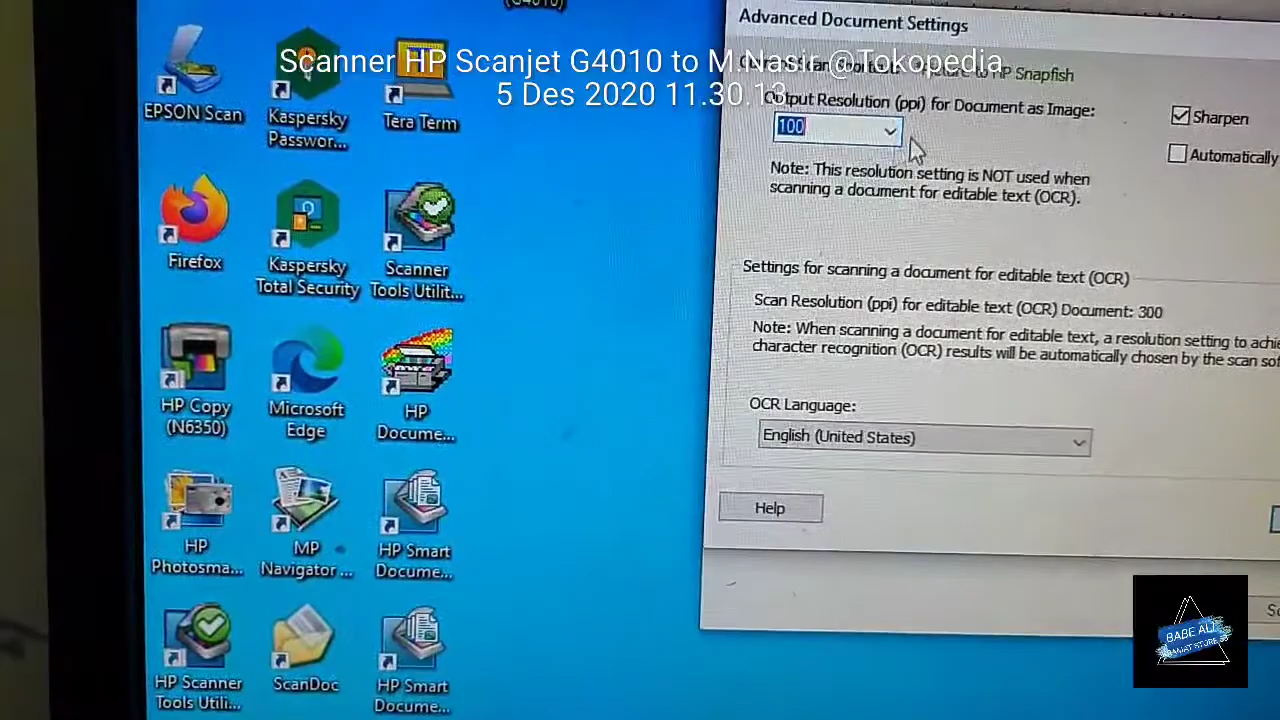 (G4010)
Scanner HP Scanjet G4010 to M Nasir @Tokopedia
5 Des 2020 11.30.13
EPSON Scan
Kaspersky
Passwor...
Tera Term
Firefox
Kaspersky
Total Security
Scanner
Tools Utilit...
HP Copy
(N6350)
Microsoft
Edge
HP
Docume...
HP
Photosma...
MP
Navigator ...
HP Smart
Docume...
HP Scanner
Tools Utili...
ScanDoc
HP Smart
Docume...
Advanced Document Settings
to HP Snapfish
Output Resolution (ppi) for Document as Image:
100
Sharpen
Automatically
Note: This resolution setting is NOT used when
scanning a document for editable text (OCR).
Settings for scanning a document for editable text (OCR)
Scan Resolution (ppi) for editable text (OCR) Document: 300
Note: When scanning a document for editable text, a resolution setting to achie
character recognition (OCR) results will be automatically chosen by the scan so
OCR Language:
English (United States)
Help
BABE ALI